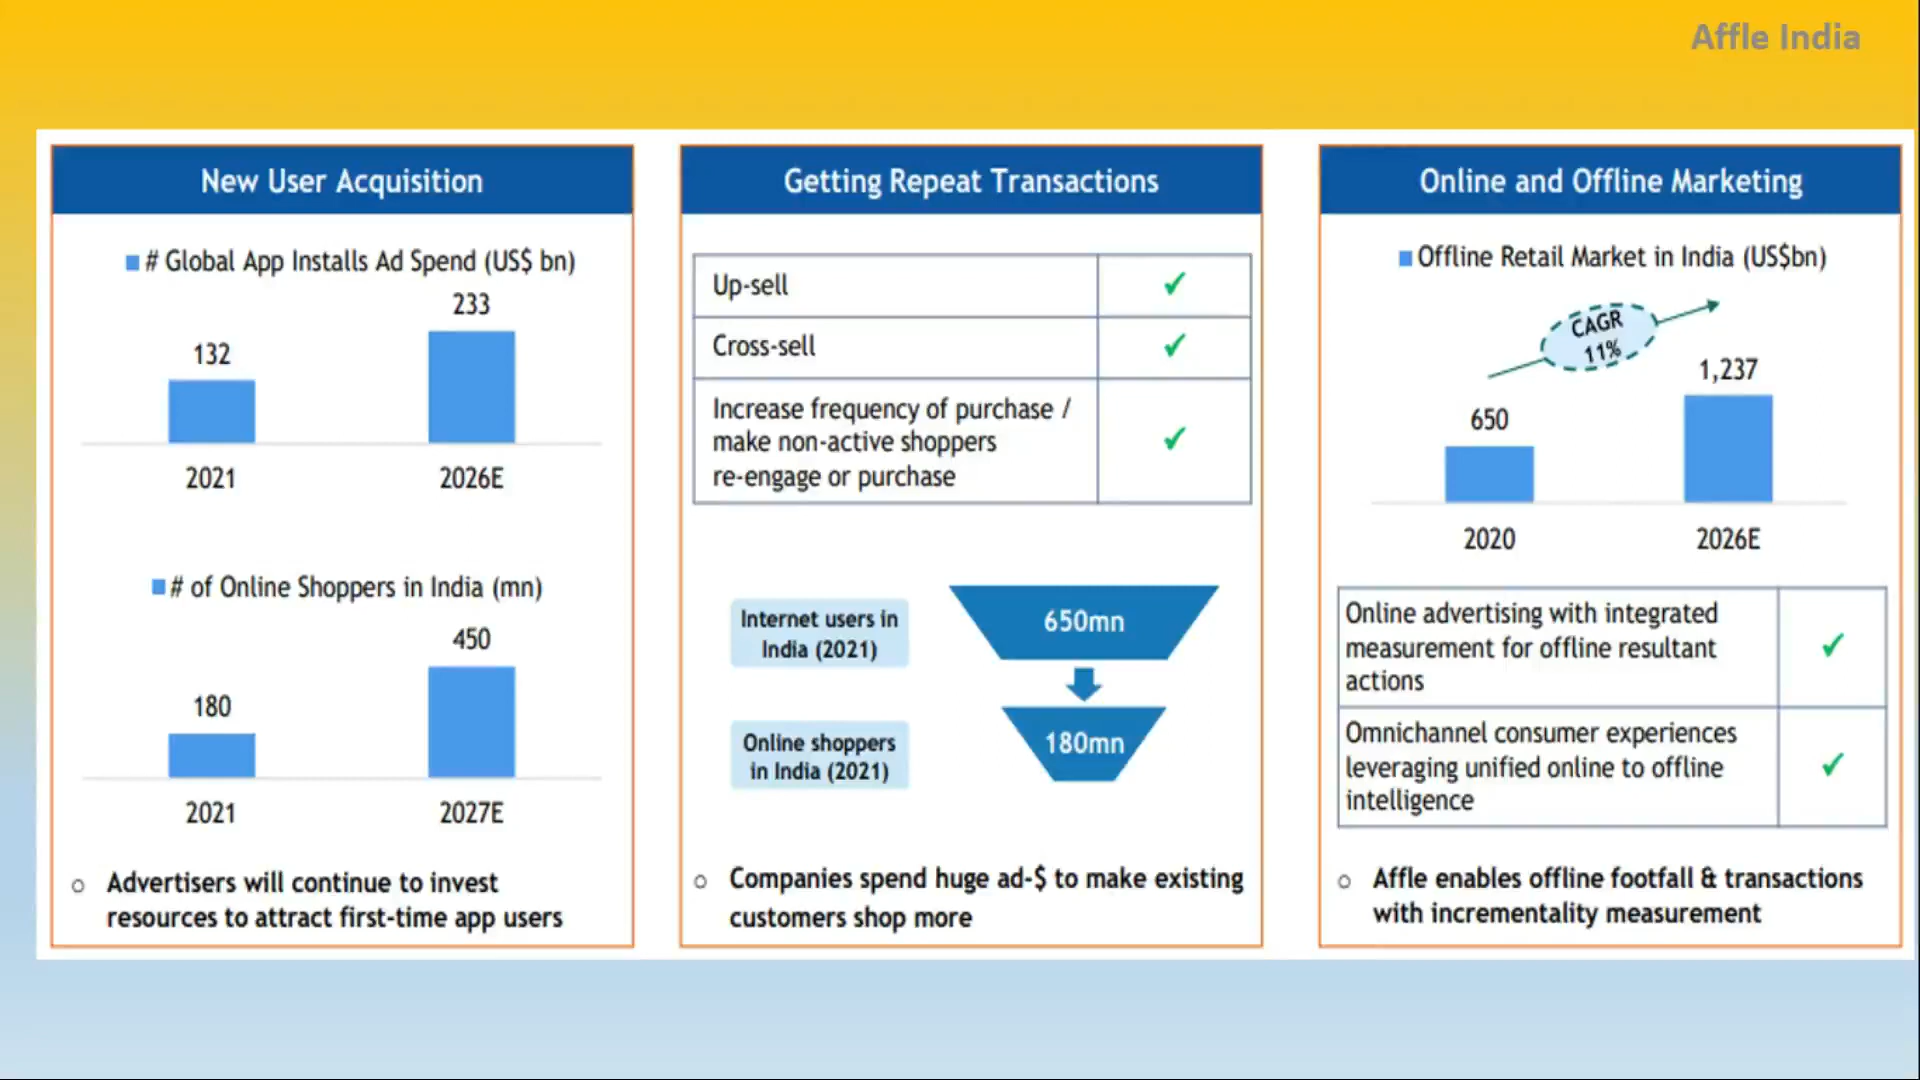 Affle India
New User Acquisition
# Global App Installs Ad Spend (US$ bn)
132
233
2021
2026E
# of Online Shoppers in India (mn)
180
450
2021
2027E
Advertisers will continue to invest
resources to attract first-time app users
Getting Repeat Transactions
Up-sell
Cross-sell
Increase frequency of purchase /
make non-active shoppers
re-engage or purchase
Internet users in
India (2021)
650mn
Online shoppers
in India (2021)
180mn
Companies spend huge ad-$ to make existing
customers shop more
Online and Offline Marketing
Offline Retail Market in India (US$bn)
CAGR
11%
650
1,237
2020
2026E
Online advertising with integrated
measurement for offline resultant
actions
Omnichannel consumer experiences
leveraging unified online to offline
intelligence
Affle enables offline footfall & transactions
with incrementality measurement